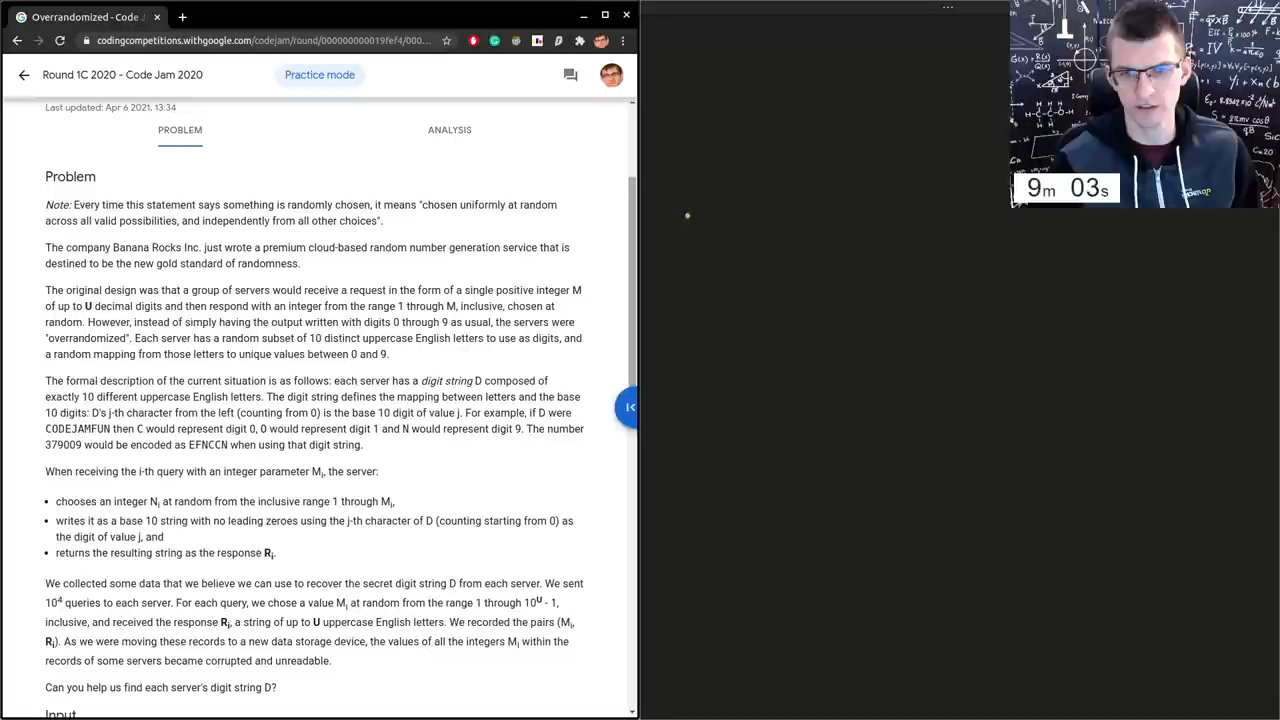 Overrandomized - Code J
codingcompetitions.withgoogle.com/codejam/round/000000000019fef4/000...
Round 1C 2020 - Code Jam 2020
Practice mode
Last updated: Apr 6 2021, 13:34
PROBLEM
ANALYSIS
Problem
Note: Every time this statement says something is randomly chosen, it means "chosen uniformly at random
across all valid possibilities, and independently from all other choices".
The company Banana Rocks Inc. just wrote a premium cloud-based random number generation service that is
destined to be the new gold standard of randomness.
The original design was that a group of servers would receive a request in the form of a single positive integer M
of up to U decimal digits and then respond with an integer from the range 1 through M, inclusive, chosen at
random. However, instead of simply having the output written with digits 0 through 9 as usual, the servers were
"overrandomized". Each server has a random subset of 10 distinct uppercase English letters to use as digits, and
a random mapping from those letters to unique values between 0 and 9.
The formal description of the current situation is as follows: each server has a digit string D composed of
exactly 10 different uppercase English letters. The digit string defines the mapping between letters and the base
10 digits: D's j-th character from the left (counting from 0) is the base 10 digit of value j. For example, if D were
CODEJAMFUN then C would represent digit 0, O would represent digit 1 and N would represent digit 9. The number
379009 would be encoded as EFNCCN when using that digit string.
When receiving the i-th query with an integer parameter Mi, the server:
• chooses an integer Ni at random from the inclusive range 1 through Mi,
• writes it as a base 10 string with no leading zeroes using the j-th character of D (counting starting from 0) as
the digit of value j, and
• returns the resulting string as the response Ri.
We collected some data that we believe we can use to recover the secret digit string D from each server. We sent
10^4 queries to each server. For each query, we chose a value Mi at random from the range 1 through 10^U - 1,
inclusive, and received the response Ri, a string of up to U uppercase English letters. We recorded the pairs (Mi,
Ri). As we were moving these records to a new data storage device, the values of all the integers Mi within the
records of some servers became corrupted and unreadable.
Can you help us find each server's digit string D?
Input
9m 03s